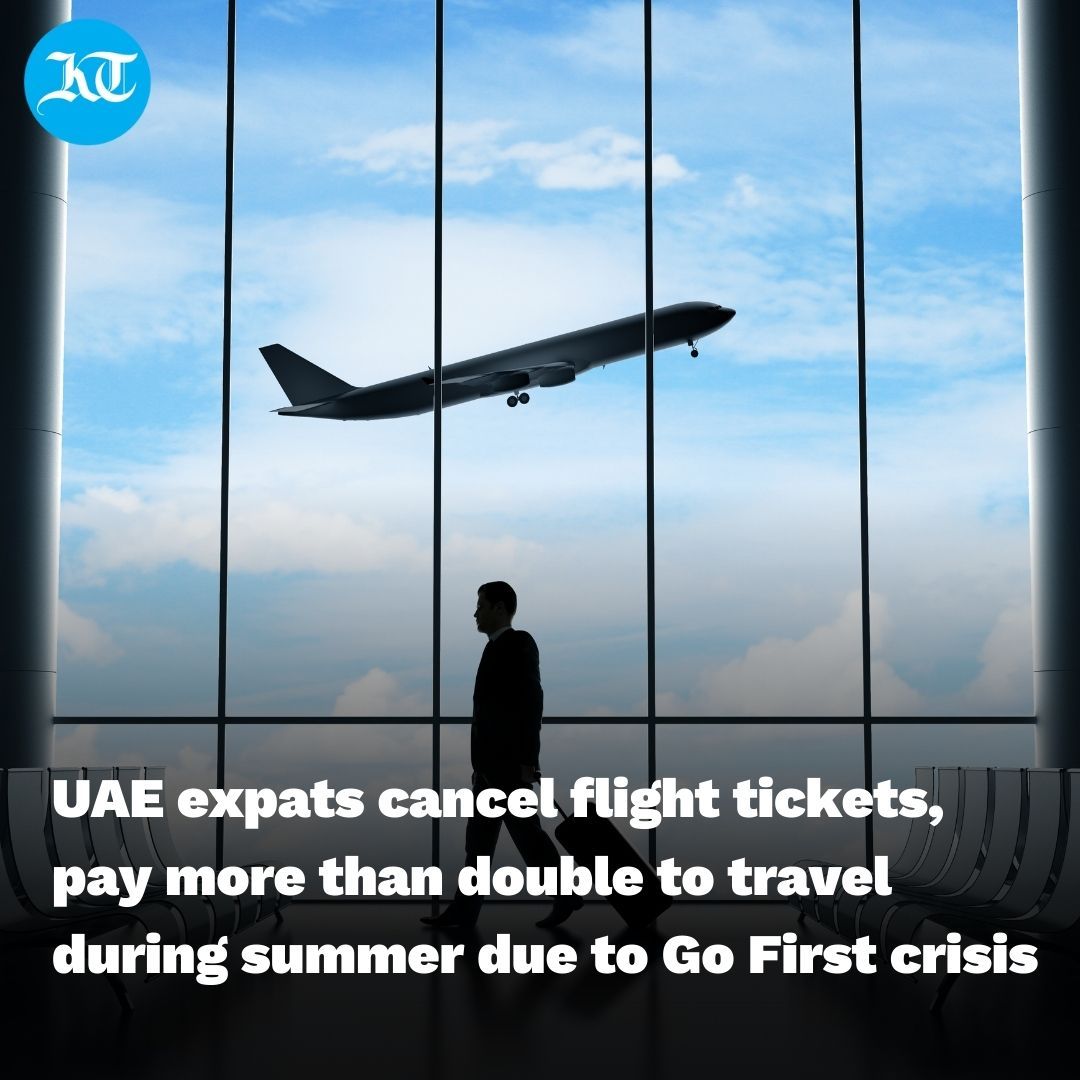 KT
UAE expats cancel flight tickets,
pay more than double to travel
during summer due to Go First crisis